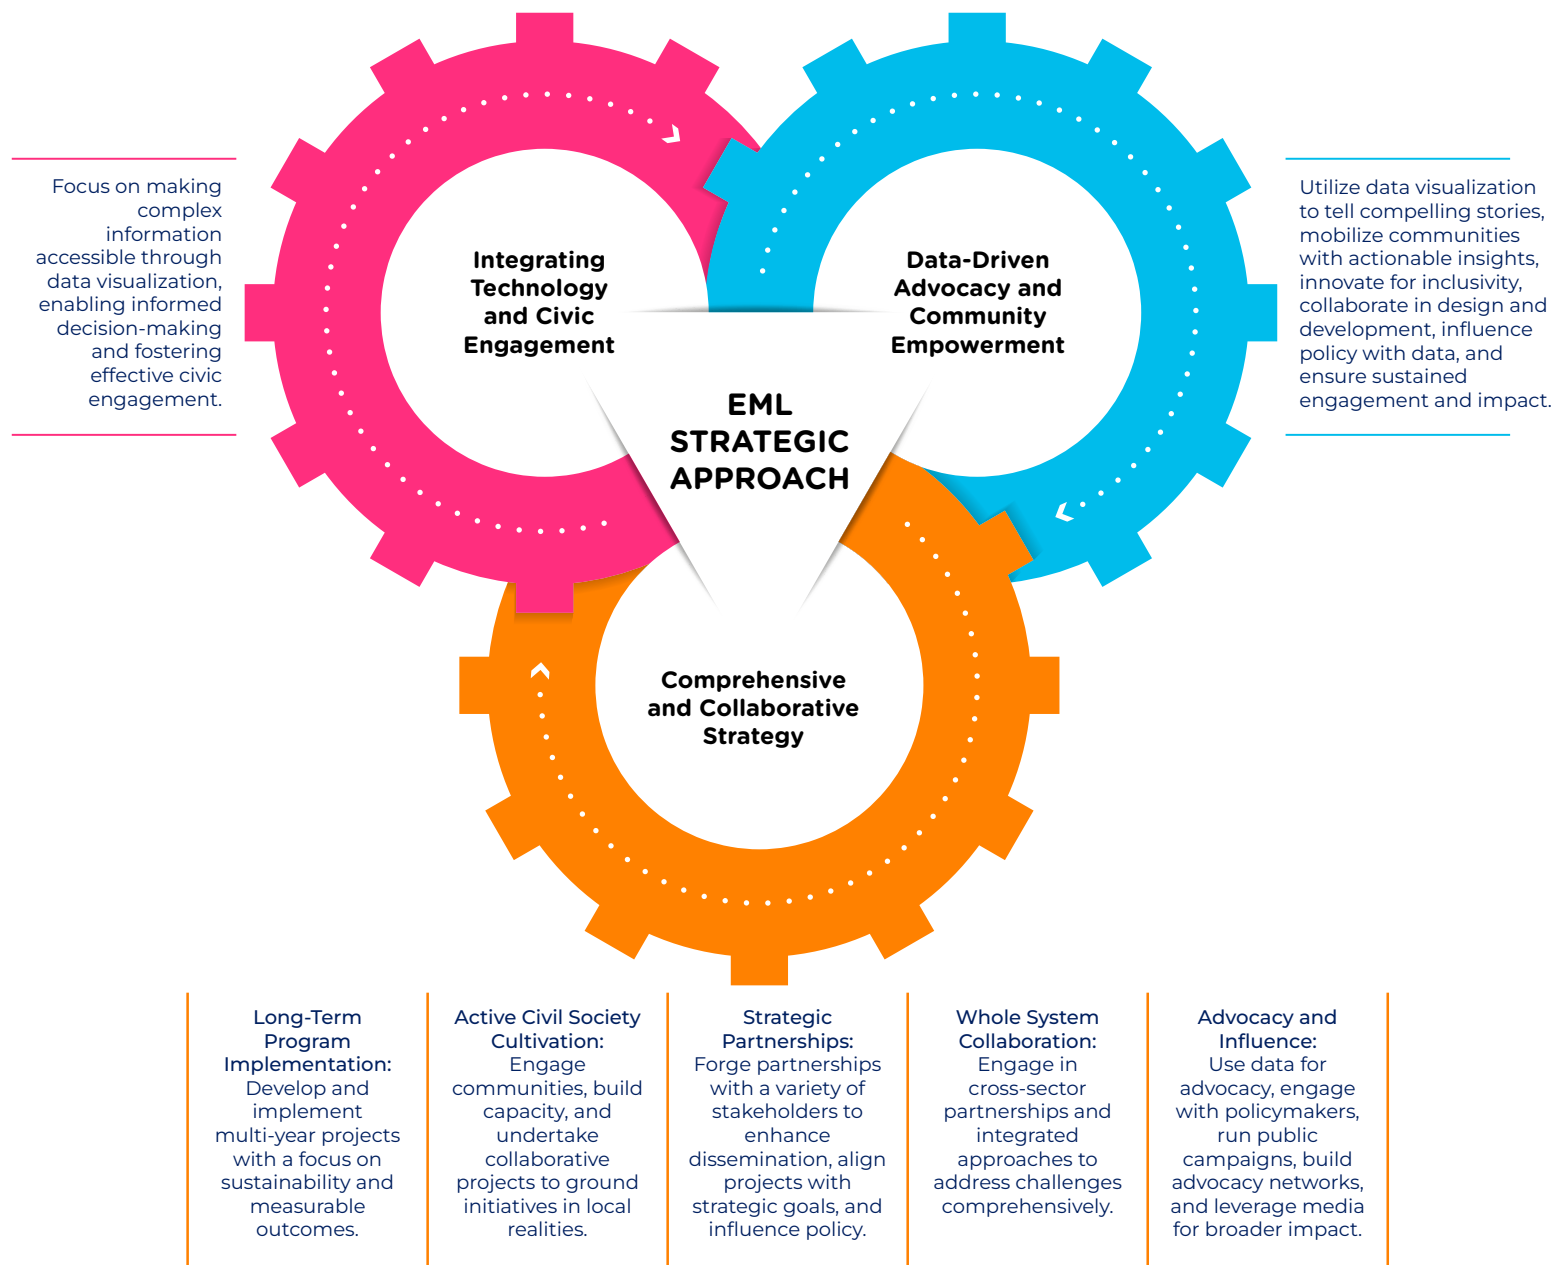 Focus on making
complex
information
accessible through
data visualization,
enabling informed
decision-making
and fostering
effective civic
engagement.
Integrating
Technology
and Civic
Engagement
Data-Driven
Advocacy and
Community
Empowerment
Utilize data visualization
to tell compelling stories,
mobilize communities
with actionable insights,
innovate for inclusivity,
collaborate in design and
development, influence
policy with data, and
ensure sustained
engagement and impact.
EML
STRATEGIC
APPROACH
Comprehensive
and Collaborative
Strategy
Long-Term
Program
Implementation:
Develop and
implement
multi-year projects
with a focus on
sustainability and
measurable
outcomes.
Active Civil Society
Cultivation:
Engage
communities, build
capacity, and
undertake
collaborative
projects to ground
initiatives in local
realities.
Strategic
Partnerships:
Forge partnerships
with a variety of
stakeholders to
enhance
dissemination, align
projects with
strategic goals, and
influence policy.
Whole System
Collaboration:
Engage in
cross-sector
partnerships and
integrated
approaches to
address challenges
comprehensively.
Advocacy and
Influence:
Use data for
advocacy, engage
with policymakers,
run public
campaigns, build
advocacy networks,
and leverage media
for broader impact.